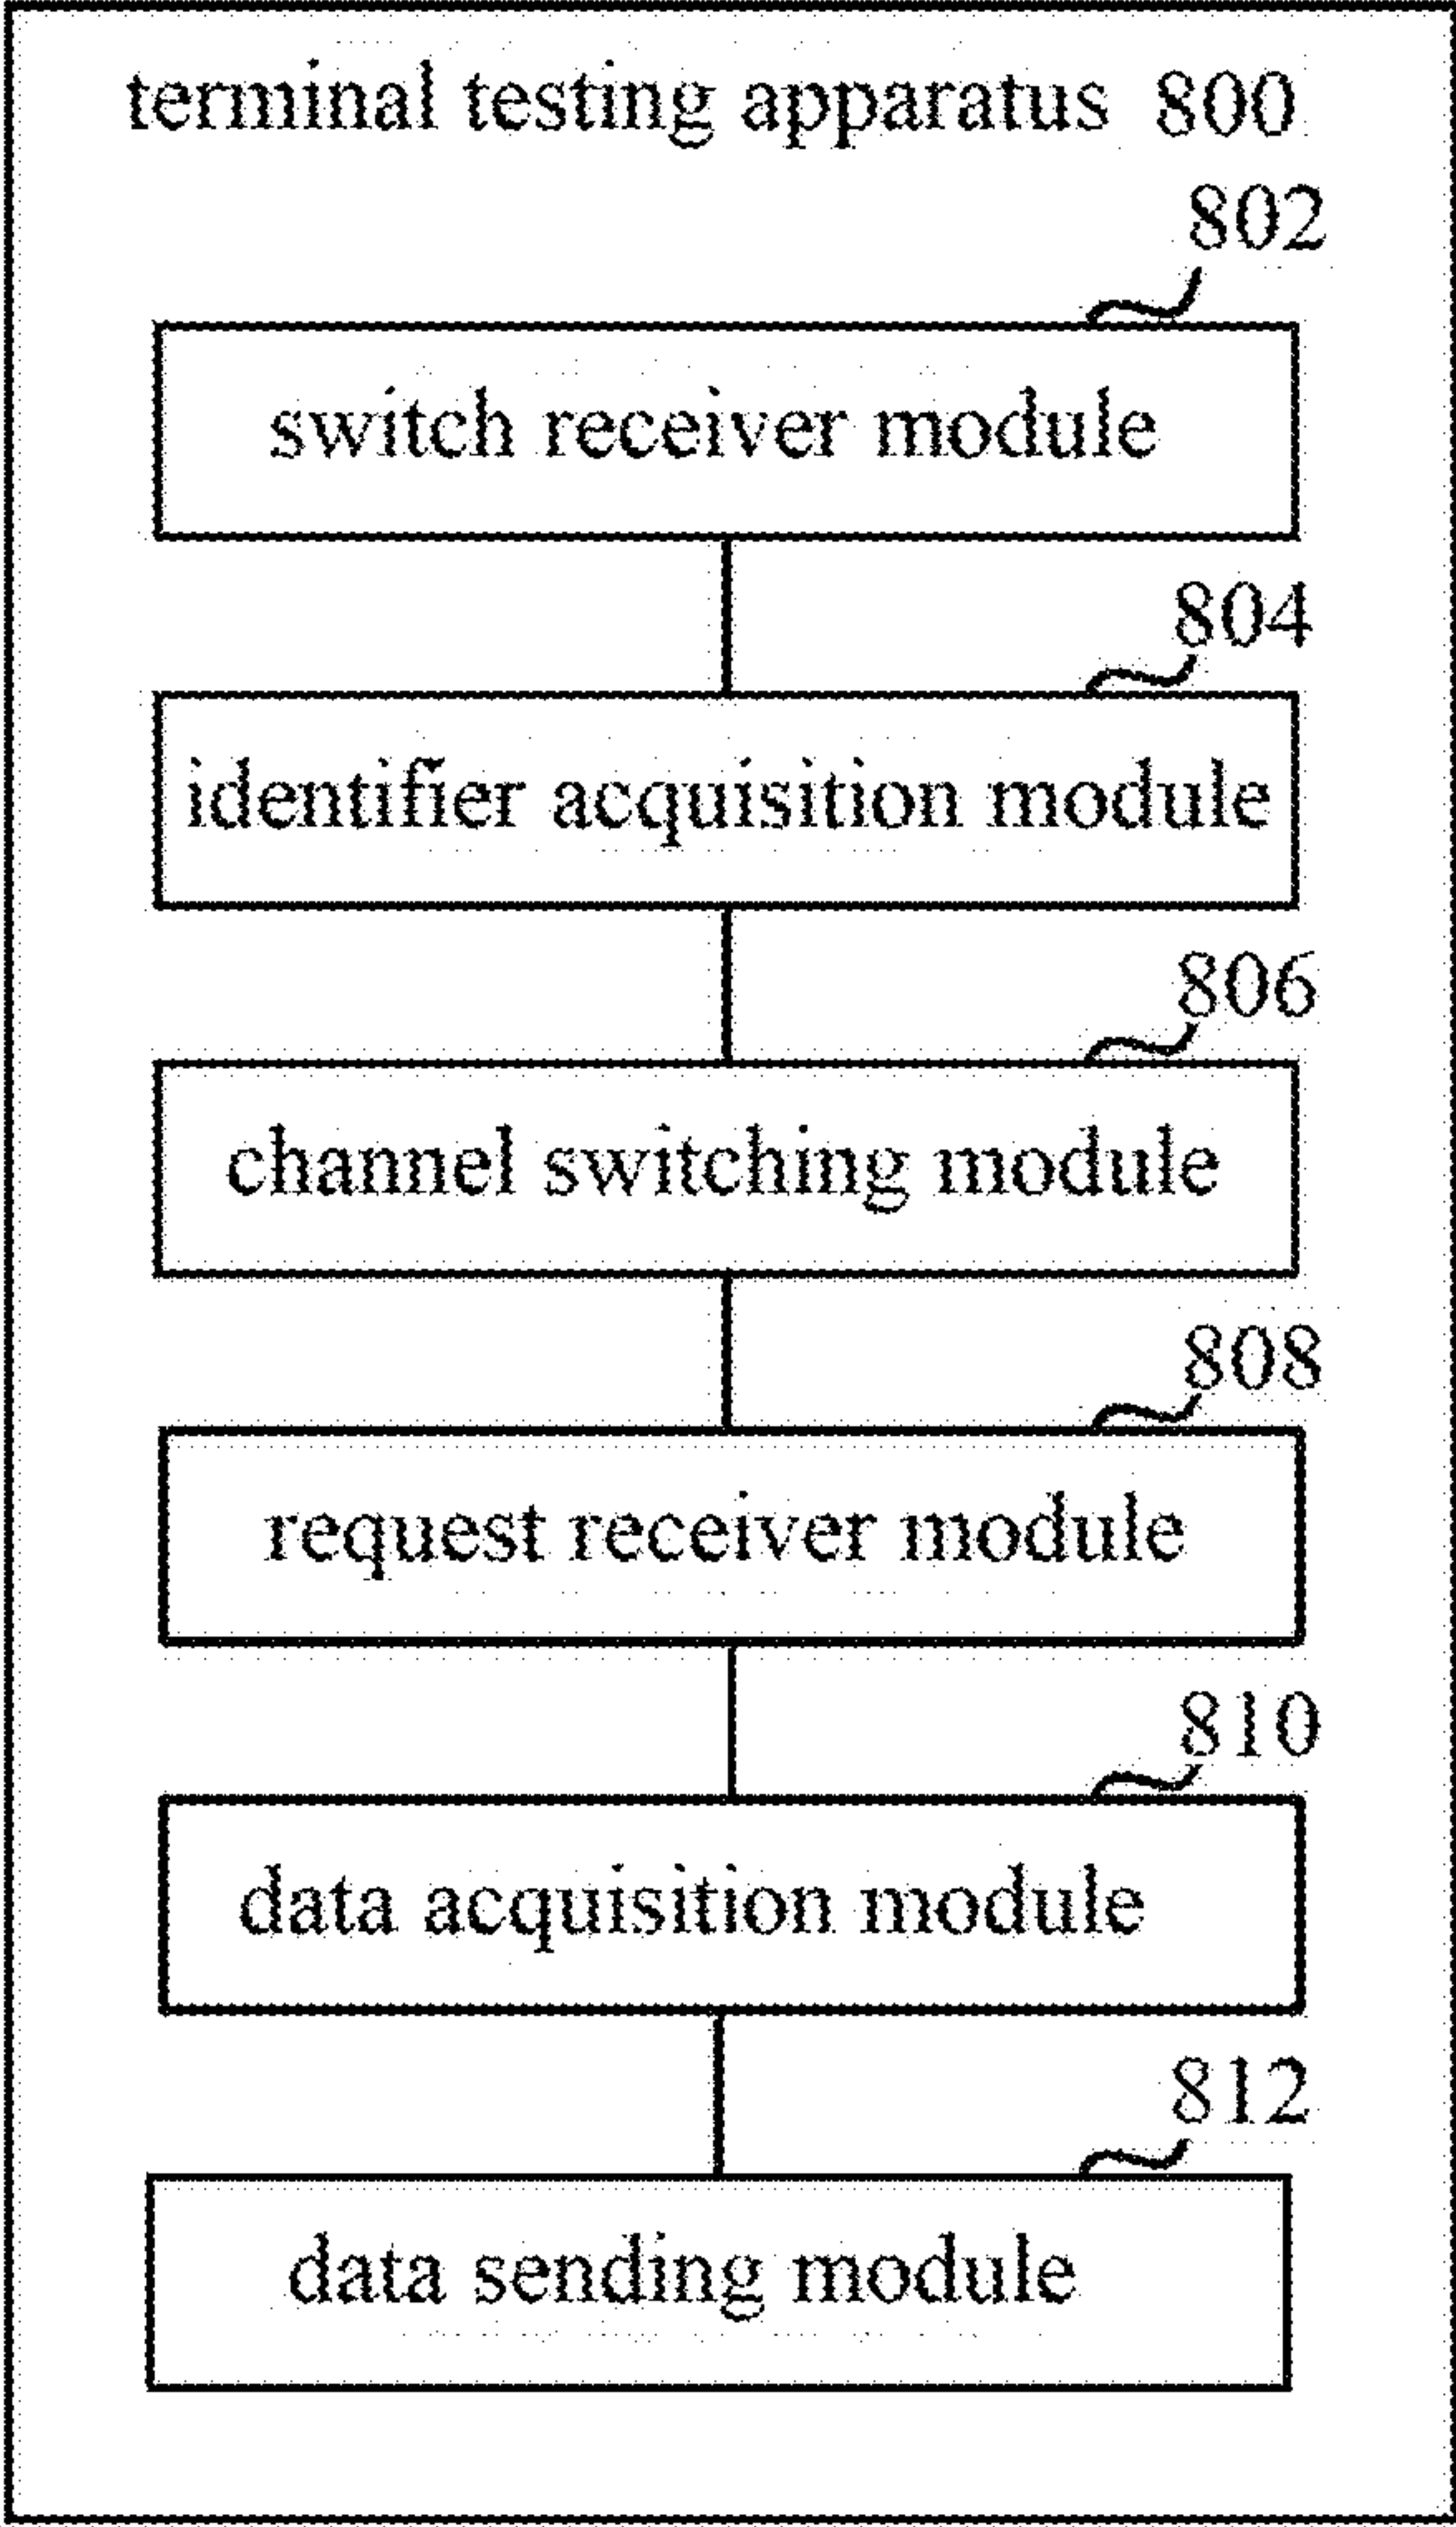 terminal testing apparatus 800
802
switch receiver module
804
identifier acquisition module
806
channel switching module
808
request receiver module
810
data acquisition module
812
data sending module